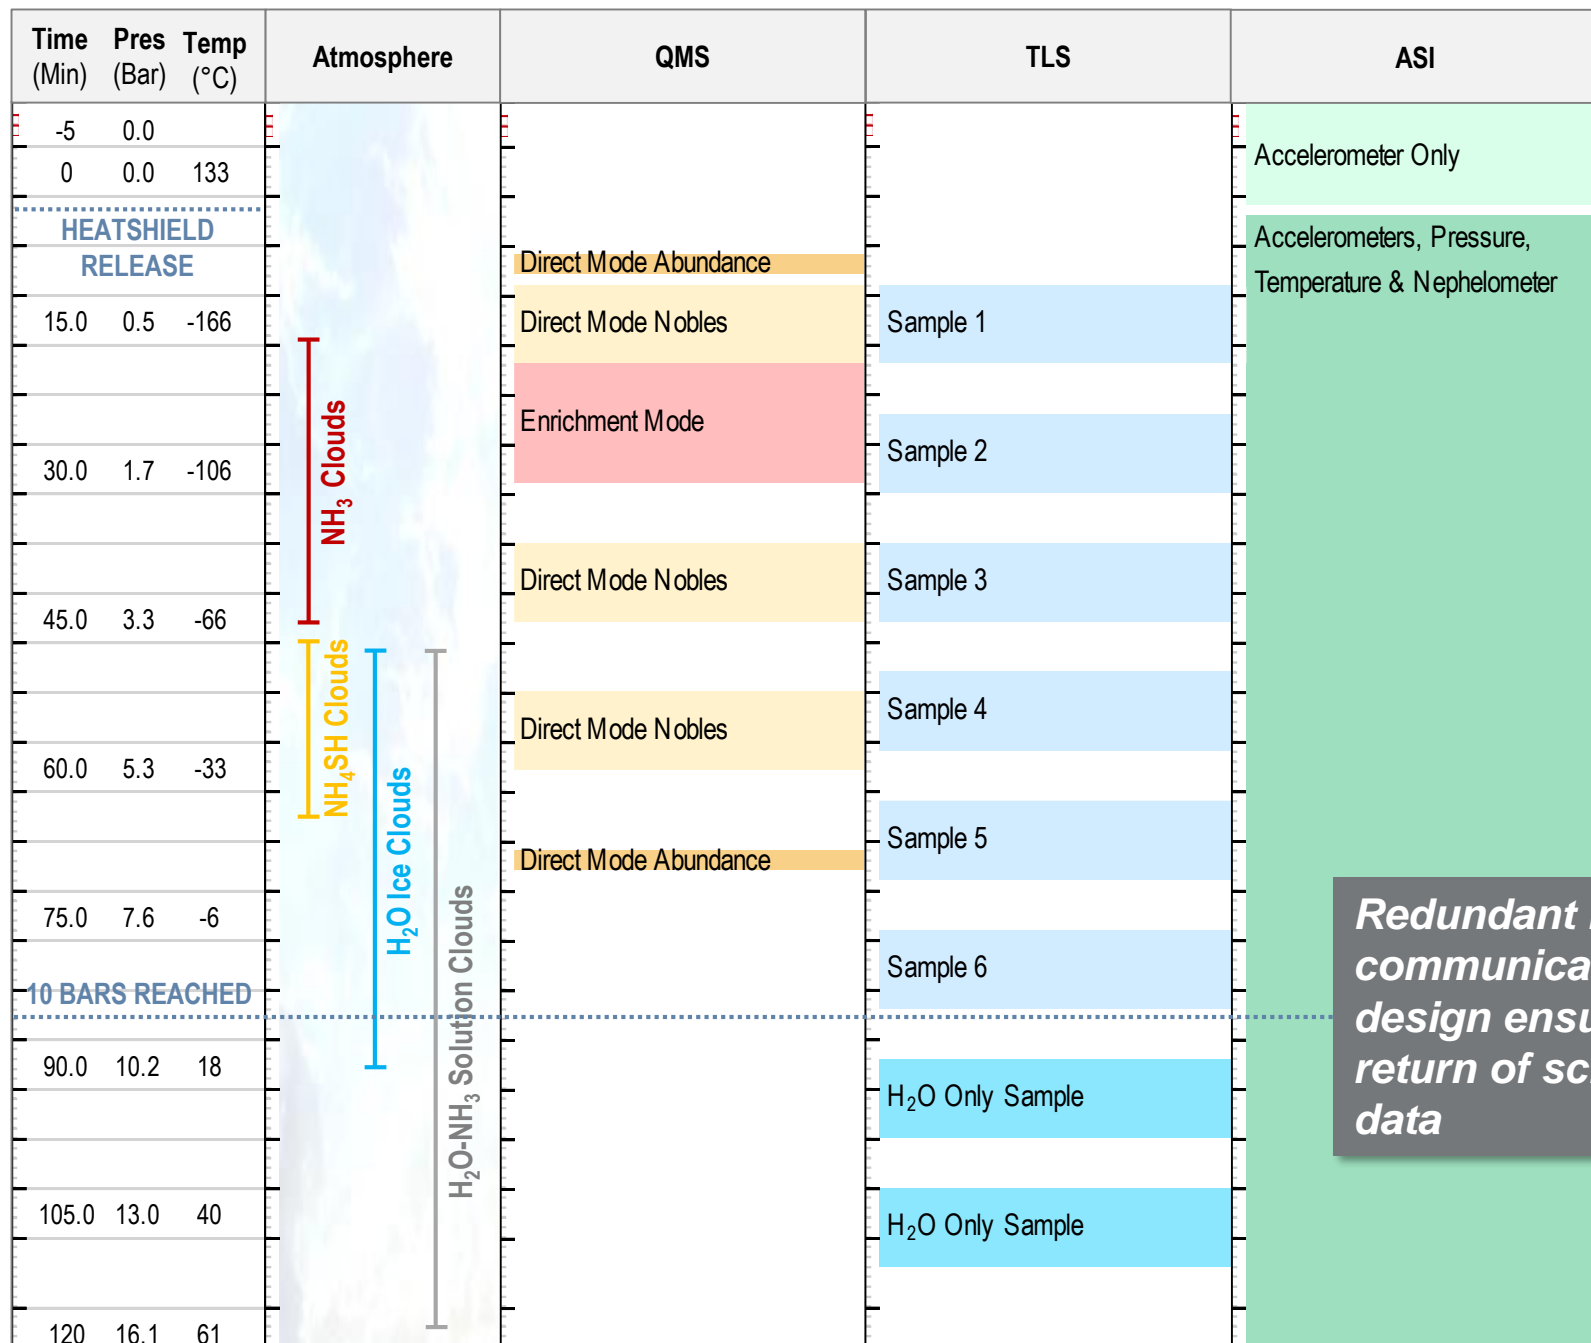 Time Pres Temp Atmosphere QMS TLS ASI
(Min) (Bar) (°C)
-5 0.0
Accelerometer Only
0 0.0 133
HEATSHIELD
RELEASE
Accelerometers, Pressure,
Temperature & Nephelometer
Direct Mode Abundance
15.0 0.5 -166
Direct Mode Nobles
Sample 1
NH₃ Clouds
Enrichment Mode
Sample 2
30.0 1.7 -106
Direct Mode Nobles
Sample 3
45.0 3.3 -66
NH₄SH Clouds
Sample 4
Direct Mode Nobles
60.0 5.3 -33
H₂O Ice Clouds
Sample 5
Direct Mode Abundance
75.0 7.6 -6
H₂O-NH₃ Solution Clouds
Sample 6
10 BARS REACHED
Redundant
communica
design ensu
return of sc
data
90.0 10.2 18
H₂O Only Sample
105.0 13.0 40
H₂O Only Sample
120 16.1 61